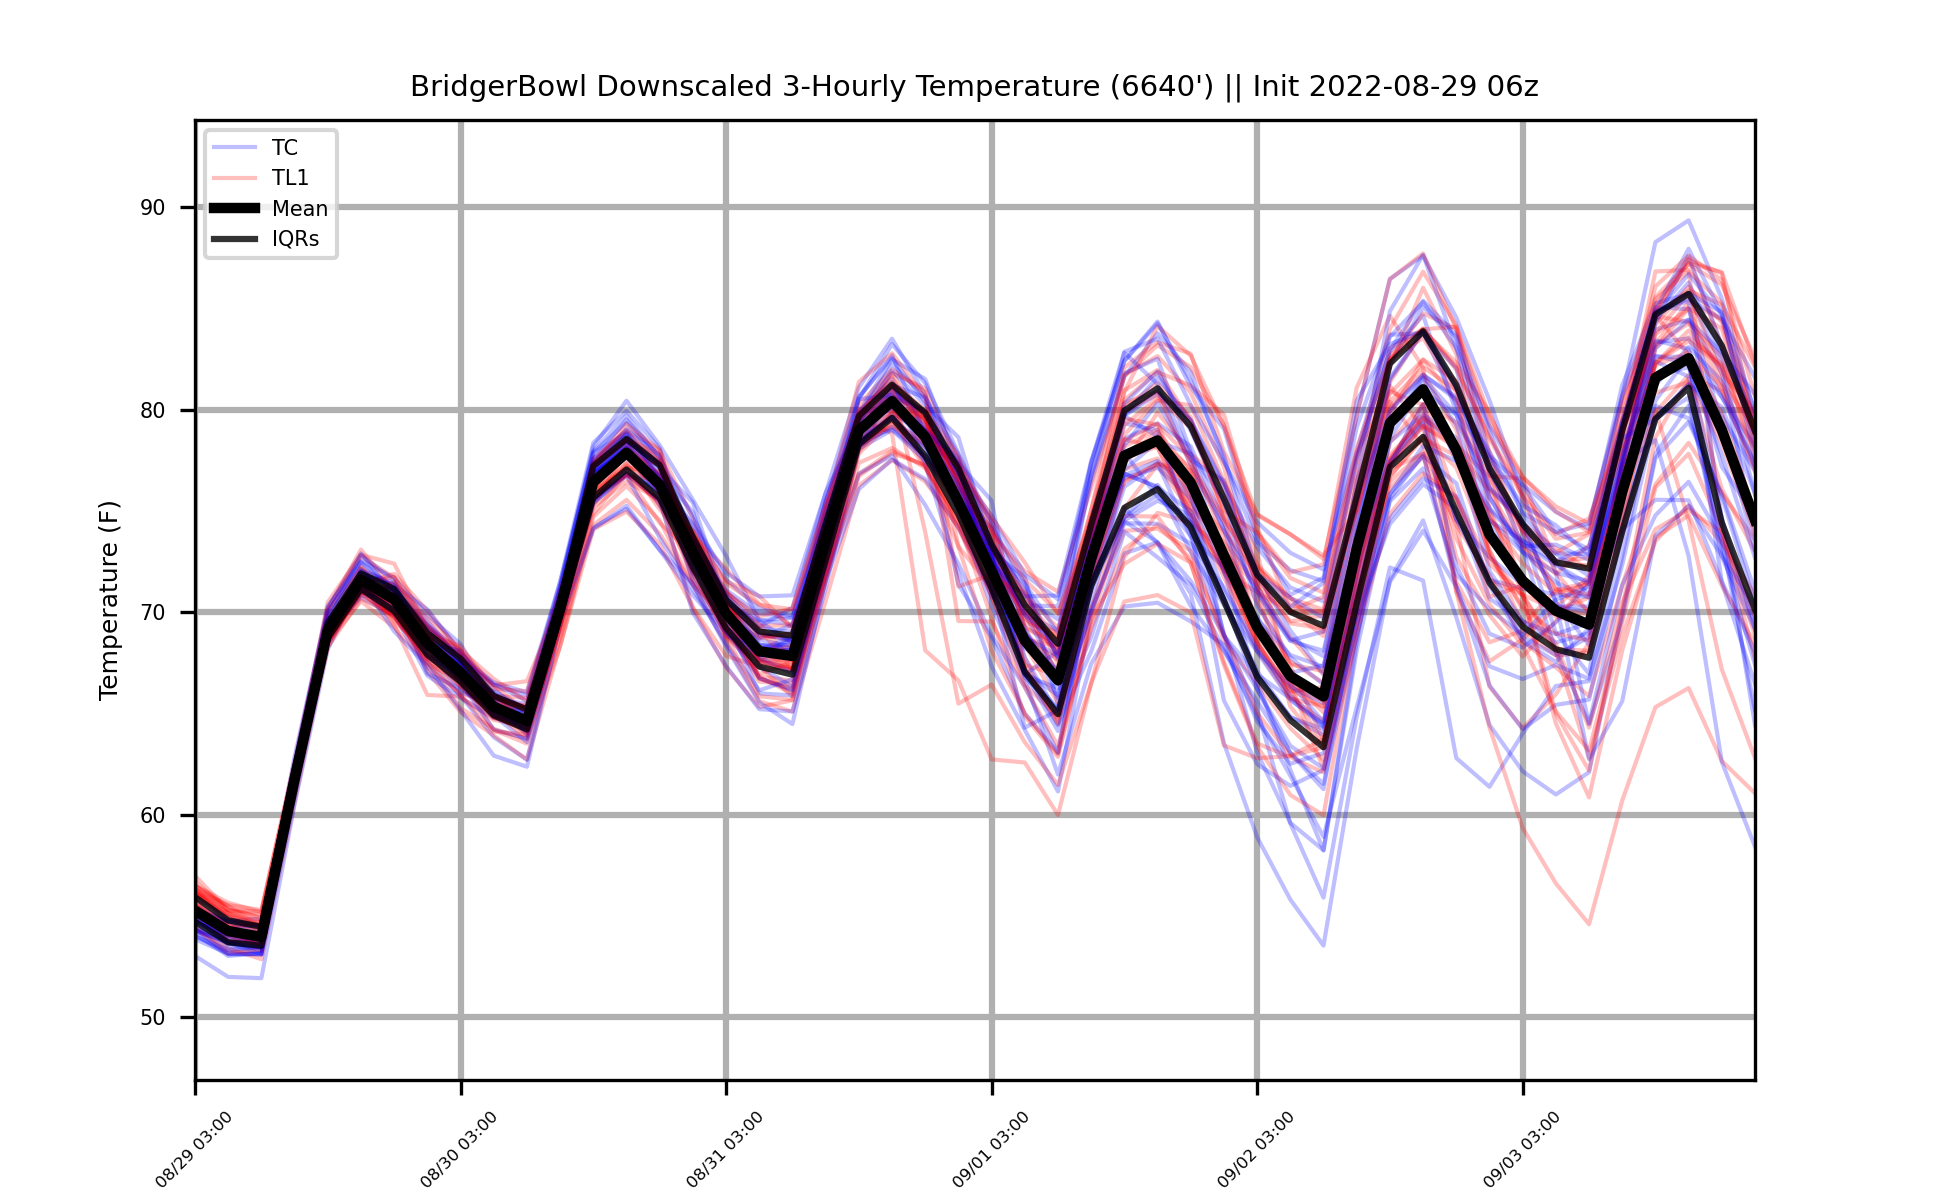 BridgerBowl Downscaled 3-Hourly Temperature (6640') || Init 2022-08-29 06z
TC
TL1
Mean
IQRs
Temperature (F)
90
80
70
60
50
08/29 03:00
08/30 03:00
08/31 03:00
09/01 03:00
09/02 03:00
09/03 03:00